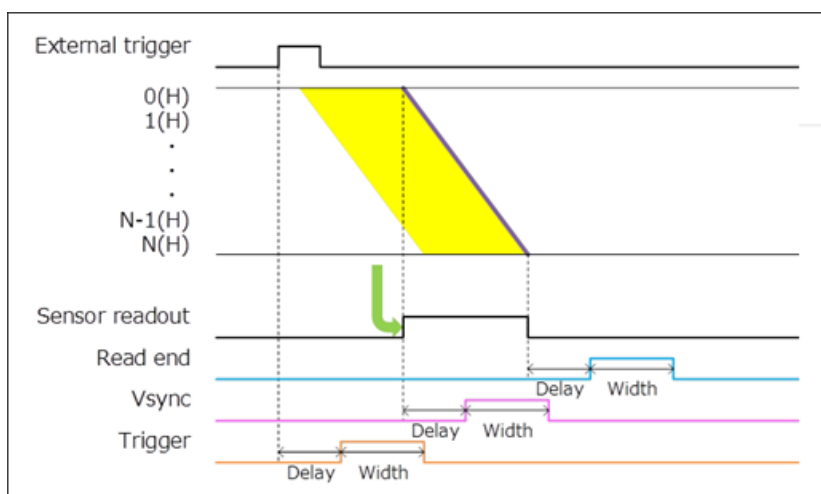 External trigger
0(H)
1(H)
.
.
.
N-1(H)
N(H)
Sensor readout
Read end
Delay Width
Vsync
Delay Width
Trigger
Delay Width